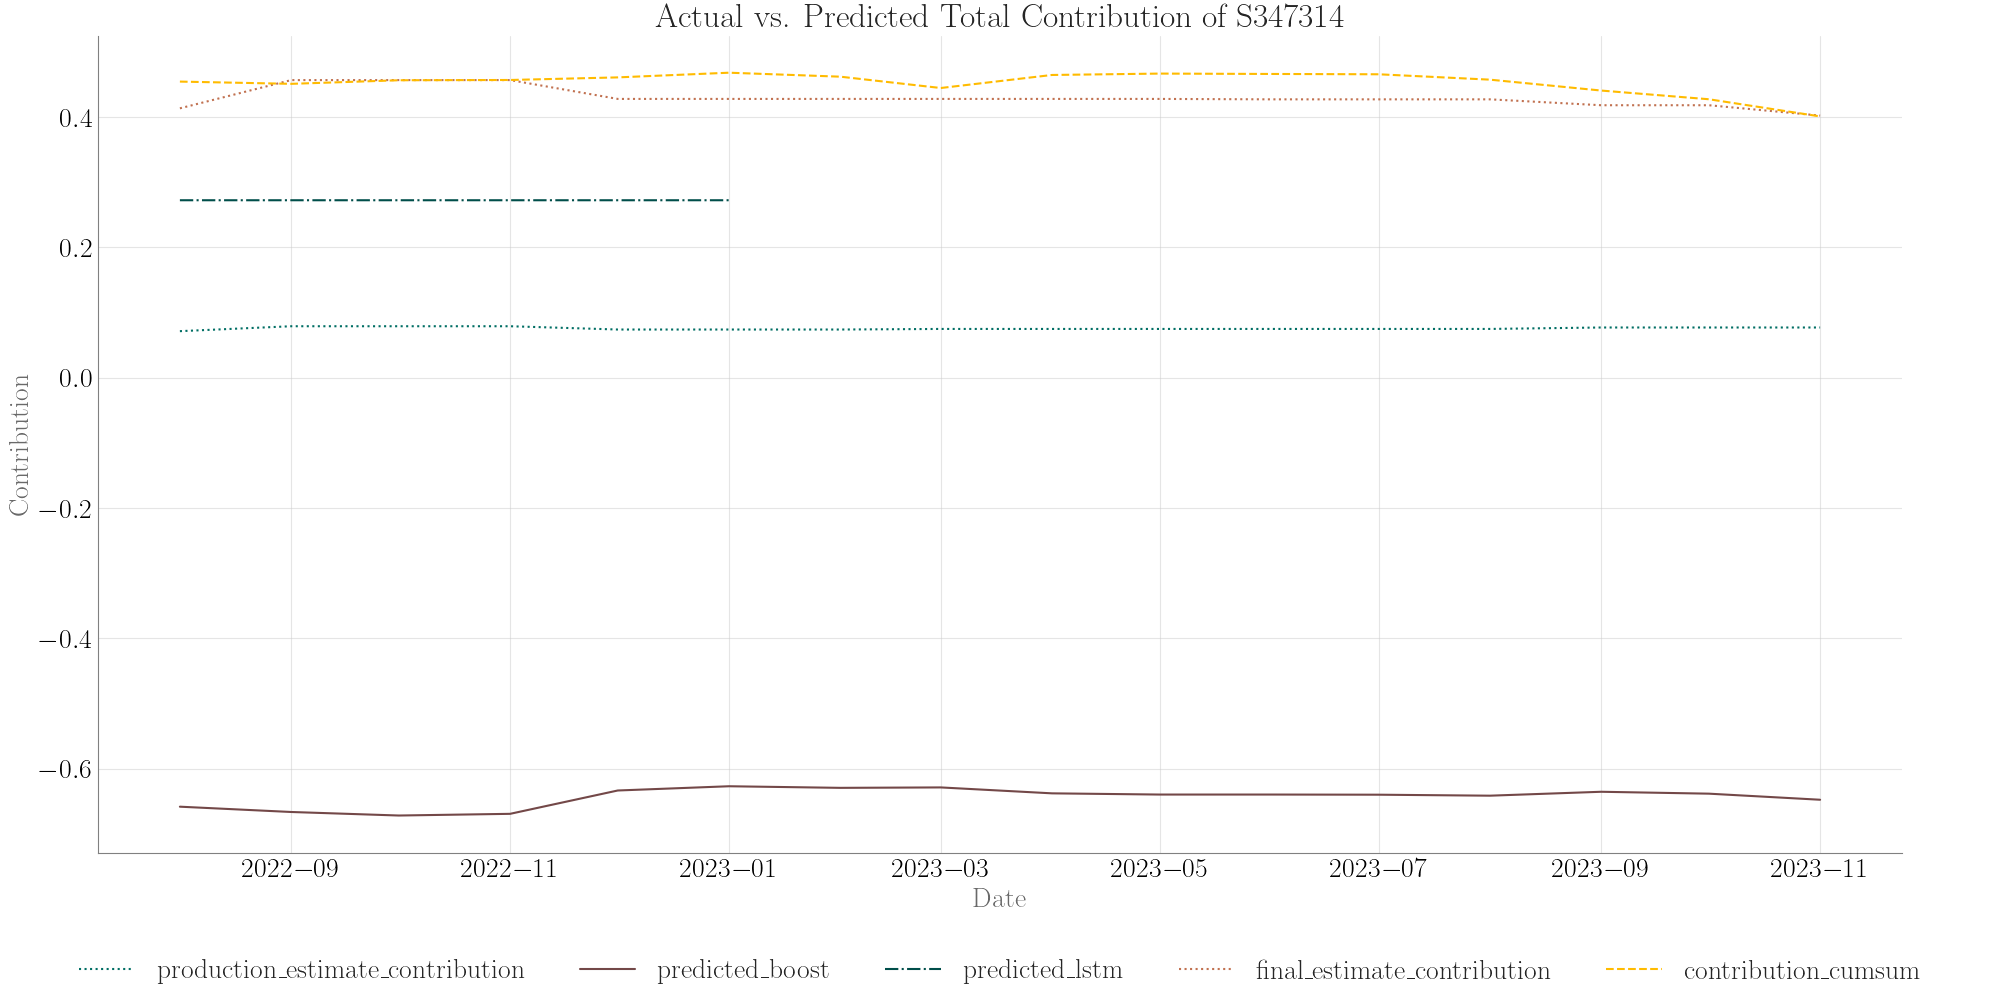 Actual vs. Predicted Total Contribution of S347314
0.4
0.2
0.0
−0.2
−0.4
−0.6
Contribution
2022−09 2022−11 2023−01 2023−03 2023−05 2023−07 2023−09 2023−11
Date
production_estimate_contribution predicted_boost predicted_lstm final_estimate_contribution contribution_cumsum